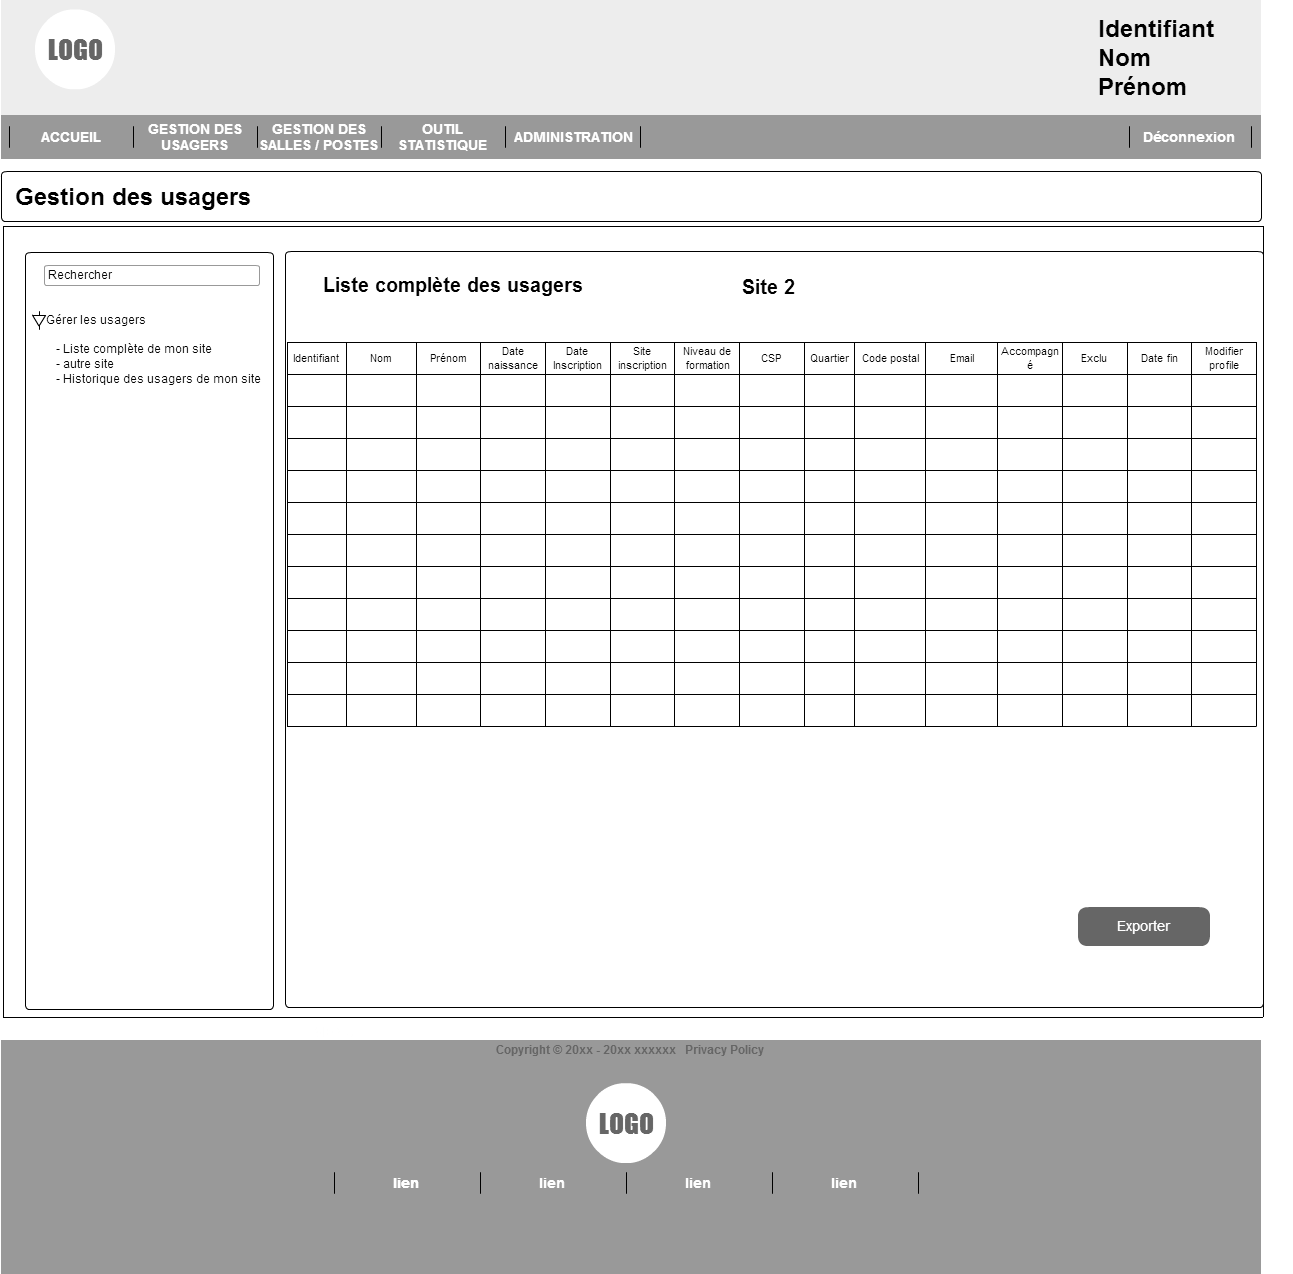 LOGO
Identifiant
Nom
Prénom
ACCUEIL
GESTION DES
USAGERS
GESTION DES
SALLES / POSTES
OUTIL
STATISTIQUE
ADMINISTRATION
Déconnexion
Gestion des usagers
Rechercher
Gérer les usagers
- Liste complète de mon site
- autre site
- Historique des usagers de mon site
Liste complète des usagers
Site 2
Identifiant
Nom
Prénom
Date
naissance
Date
Inscription
Site
inscription
Niveau de
formation
CSP
Quartier
Code postal
Email
Accompagn
é
Exclu
Date fin
Modifier
profile
Exporter
Copyright © 20xx - 20xx xxxxxx Privacy Policy
LOGO
lien
lien
lien
lien